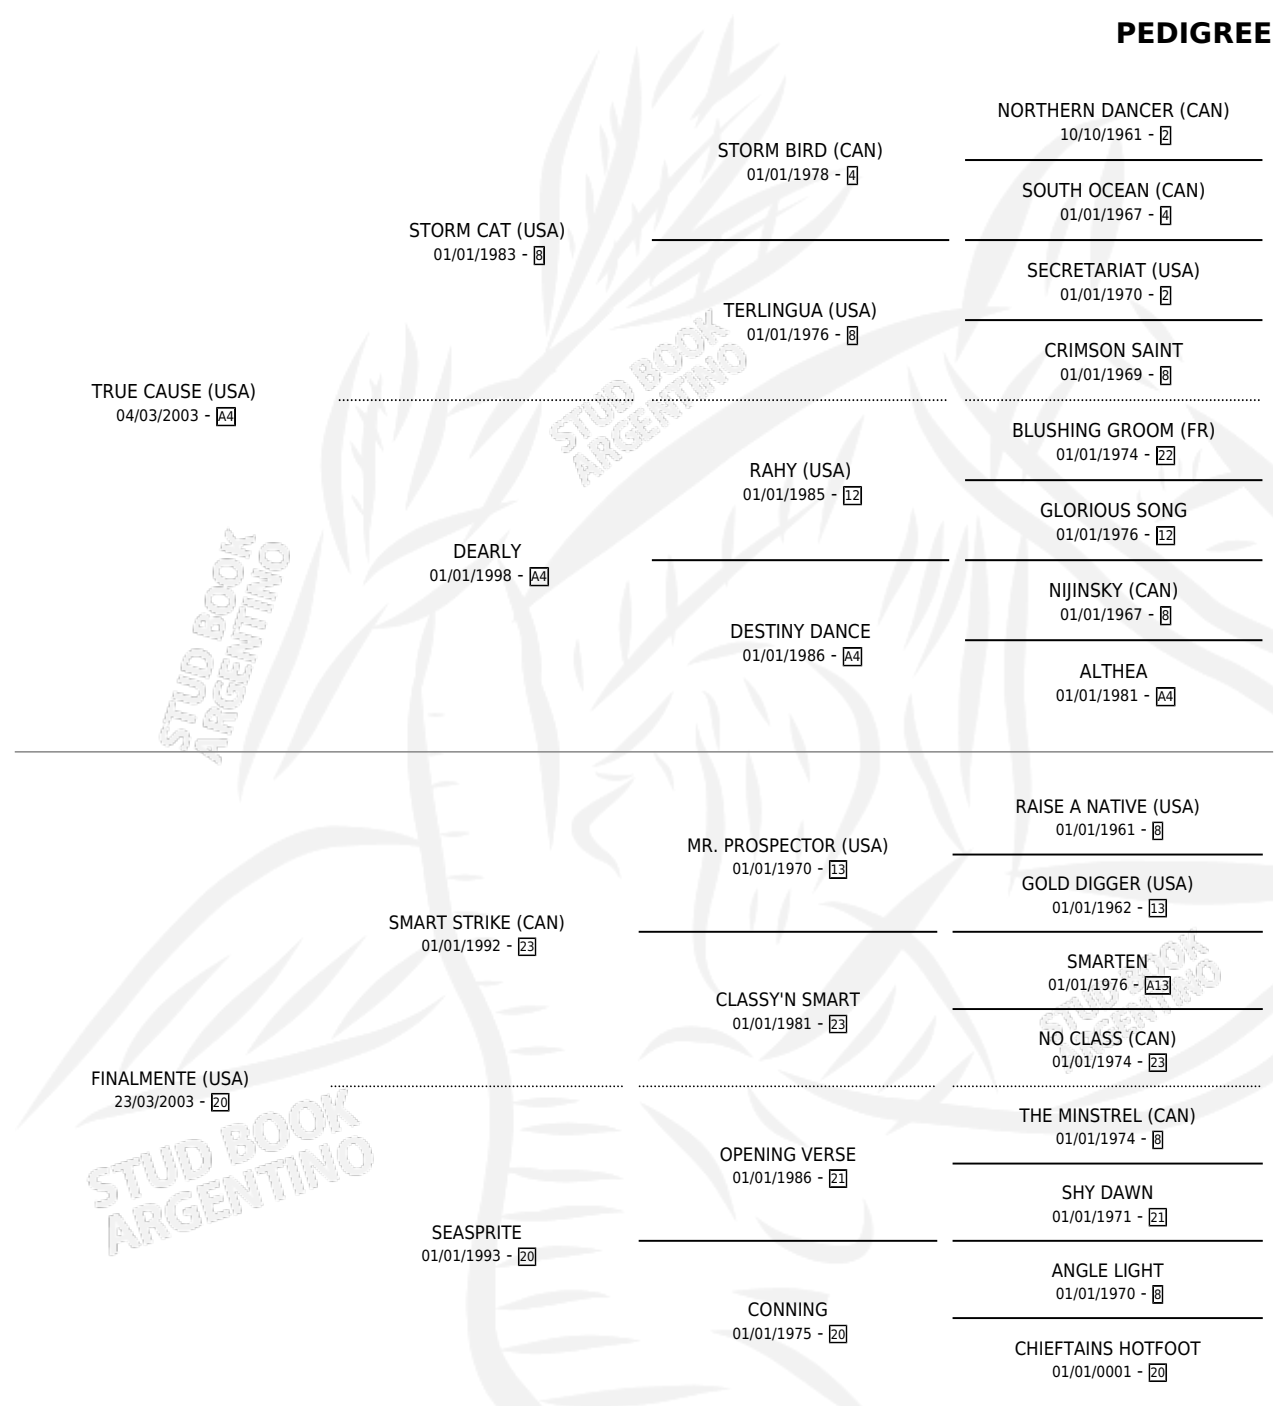 PEDIGREE
NORTHERN DANCER (CAN)
10/10/1961 - 2
STORM BIRD (CAN)
01/01/1978 - 4
SOUTH OCEAN (CAN)
01/01/1967 - 4
STORM CAT (USA)
01/01/1983 - 8
SECRETARIAT (USA)
01/01/1970 - 2
TERLINGUA (USA)
01/01/1976 - 8
CRIMSON SAINT
01/01/1969 - 8
TRUE CAUSE (USA)
04/03/2003 - A4
BLUSHING GROOM (FR)
01/01/1974 - 22
RAHY (USA)
01/01/1985 - 12
GLORIOUS SONG
01/01/1976 - 12
DEARLY
01/01/1998 - A4
NIJINSKY (CAN)
01/01/1967 - 8
DESTINY DANCE
01/01/1986 - A4
ALTHEA
01/01/1981 - A4
STUD BOOK
ARGENTINO
STUD BOOK
ARGENTINO
RAISE A NATIVE (USA)
01/01/1961 - 8
MR. PROSPECTOR (USA)
01/01/1970 - 13
GOLD DIGGER (USA)
01/01/1962 - 13
SMART STRIKE (CAN)
01/01/1992 - 23
SMARTEN
01/01/1976 - A13
CLASSY'N SMART
01/01/1981 - 23
NO CLASS (CAN)
01/01/1974 - 23
FINALMENTE (USA)
23/03/2003 - 20
THE MINSTREL (CAN)
01/01/1974 - 8
OPENING VERSE
01/01/1986 - 21
SHY DAWN
01/01/1971 - 21
SEASPRITE
01/01/1993 - 20
ANGLE LIGHT
01/01/1970 - 8
CONNING
01/01/1975 - 20
CHIEFTAINS HOTFOOT
01/01/0001 - 20
STUD BOOK
ARGENTINO
STUD BOOK
ARGENTINO